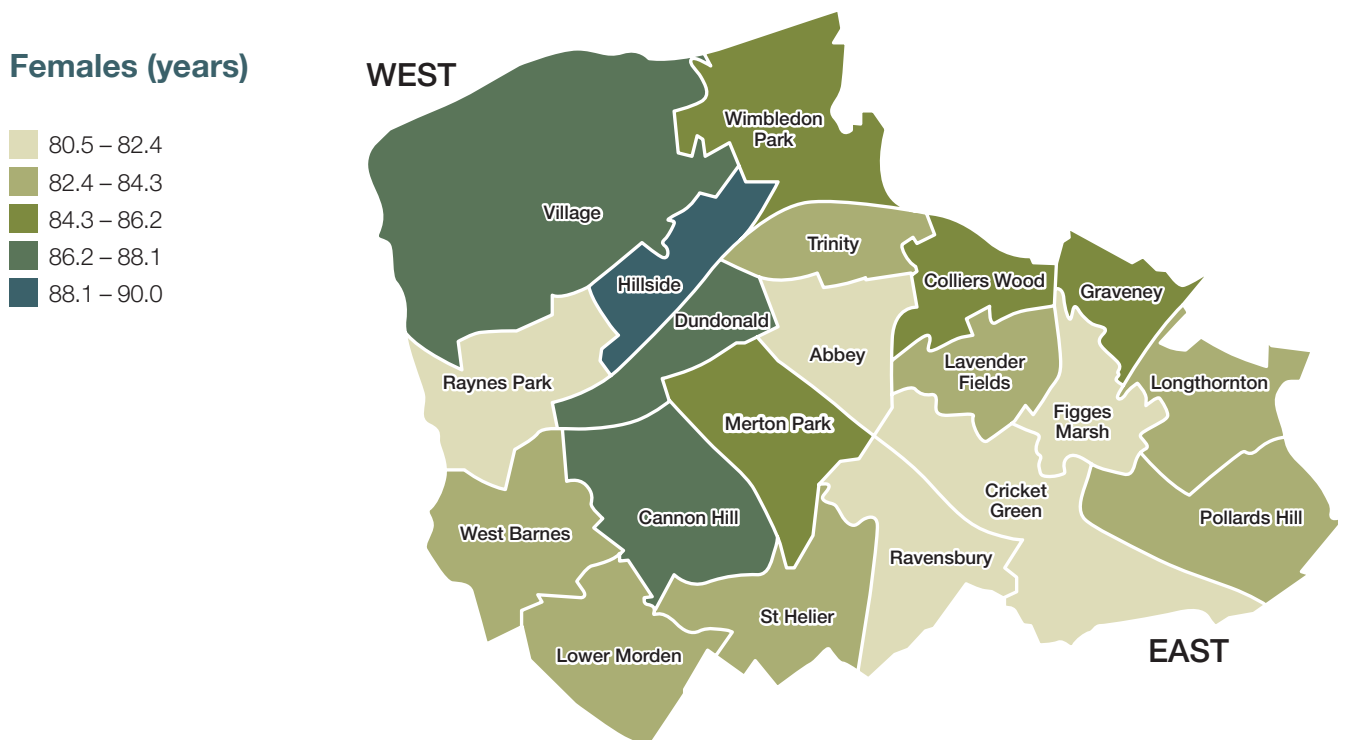 Females (years)
80.5 – 82.4
82.4 – 84.3
84.3 – 86.2
86.2 – 88.1
88.1 – 90.0
WEST
Wimbledon
Park
Village
Trinity
Hillside
Colliers Wood
Graveney
Dundonald
Abbey
Lavender
Fields
Raynes Park
Longthornton
Figges
Marsh
Merton Park
Cricket
Green
Cannon Hill
Pollards Hill
West Barnes
Ravensbury
St Helier
Lower Morden
EAST